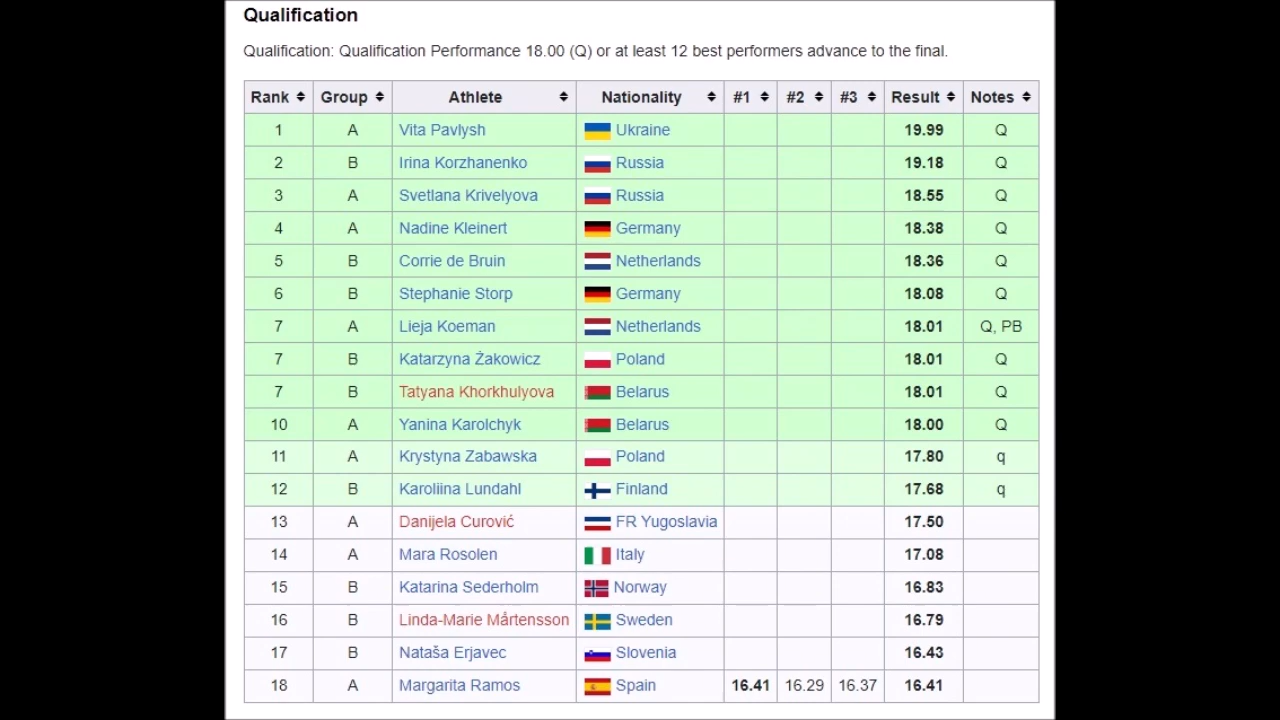 Qualification
Qualification: Qualification Performance 18.00 (Q) or at least 12 best performers advance to the final.
Rank Group Athlete Nationality #1 #2 #3 Result Notes
1 A Vita Pavlysh Ukraine 19.99 Q
2 B Irina Korzhanenko Russia 19.18 Q
3 A Svetlana Krivelyova Russia 18.55 Q
4 A Nadine Kleinert Germany 18.38 Q
5 B Corrie de Bruin Netherlands 18.36 Q
6 B Stephanie Storp Germany 18.08 Q
7 A Lieja Koeman Netherlands 18.01 Q, PB
7 B Katarzyna Żakowicz Poland 18.01 Q
7 B Tatyana Khorkhulyova Belarus 18.01 Q
10 A Yanina Karolchyk Belarus 18.00 Q
11 A Krystyna Zabawska Poland 17.80 q
12 B Karoliina Lundahl Finland 17.68 q
13 A Danijela Curović FR Yugoslavia 17.50
14 A Mara Rosolen Italy 17.08
15 B Katarina Sederholm Norway 16.83
16 B Linda-Marie Mårtensson Sweden 16.79
17 B Nataša Erjavec Slovenia 16.43
18 A Margarita Ramos Spain 16.41 16.29 16.37 16.41